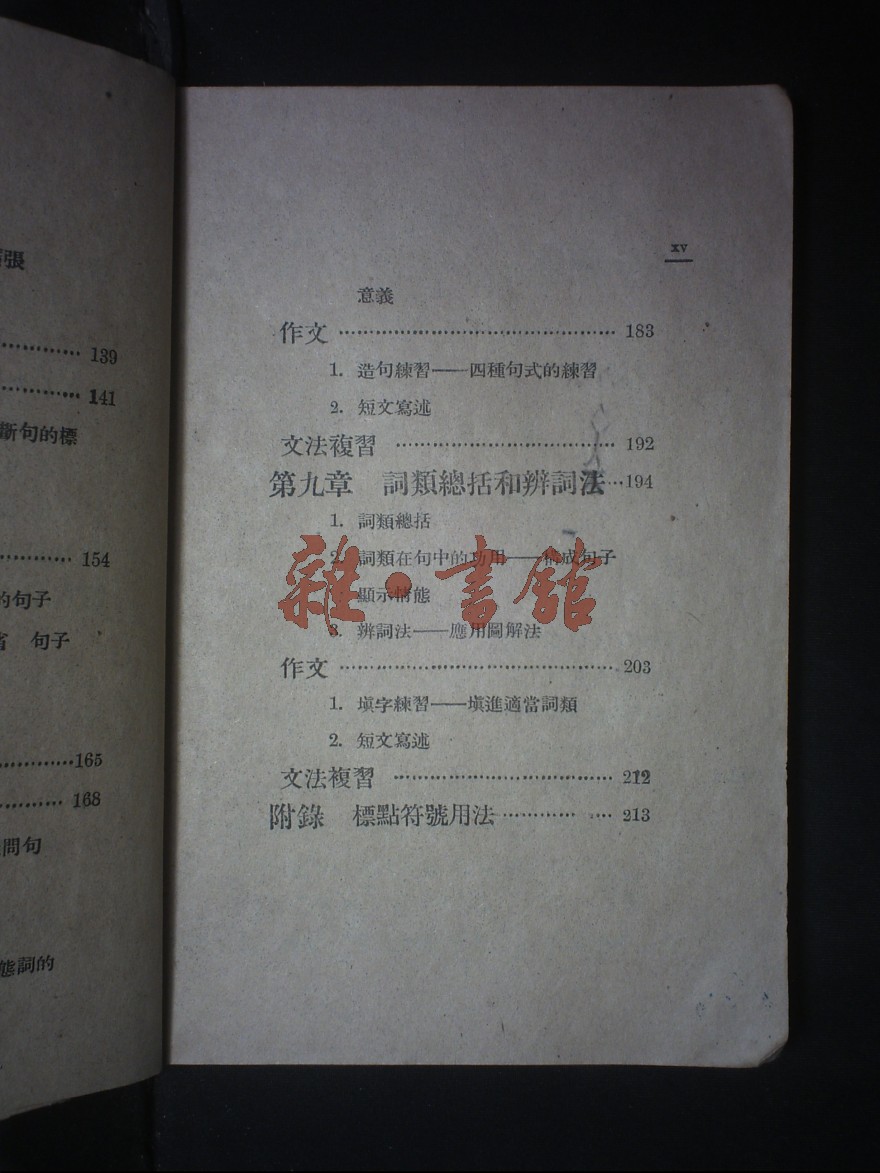 張
139
141
斷句的標
154
的句子
句子
165
168
問句
態詞的
xv
意義
作文 183
1. 造句練習——四種句式的練習
2. 短文寫述
文法複習 192
第九章 詞類總括和辨詞法 194
1. 詞類總括
2. 詞類在句中的功用——構成句子
顯示情態
3. 辨詞法——應用圖解法
作文 203
1. 塡字練習——塡進適當詞類
2. 短文寫述
文法複習 212
附錄 標點符號用法 213
雜·書館